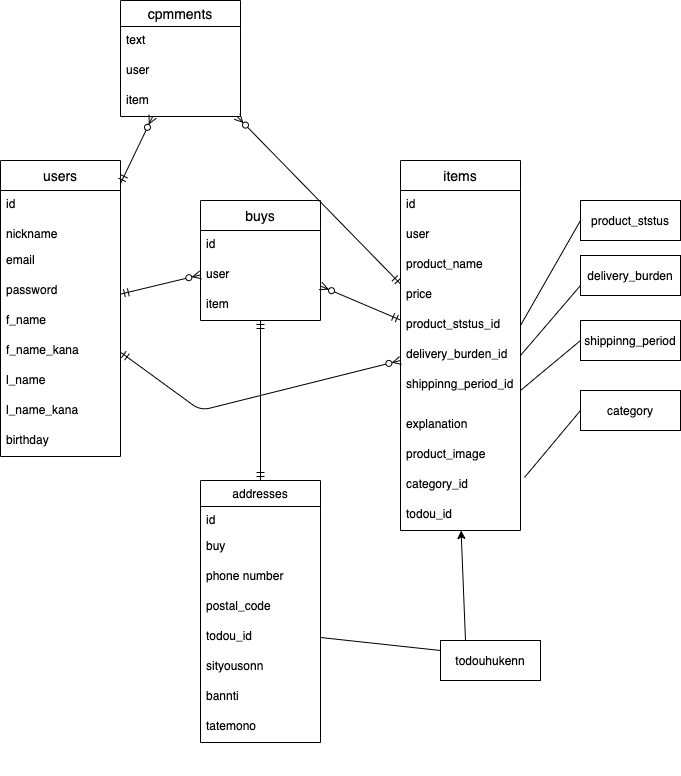 cpmments
text
user
item
users
id
nickname
email
password
f_name
f_name_kana
l_name
l_name_kana
birthday
buys
id
user
item
items
id
user
product_name
price
product_ststus_id
delivery_burden_id
shippinng_period_id
explanation
product_image
category_id
todou_id
product_ststus
delivery_burden
shippinng_period
category
addresses
id
buy
phone number
postal_code
todou_id
sityousonn
bannti
tatemono
todouhukenn